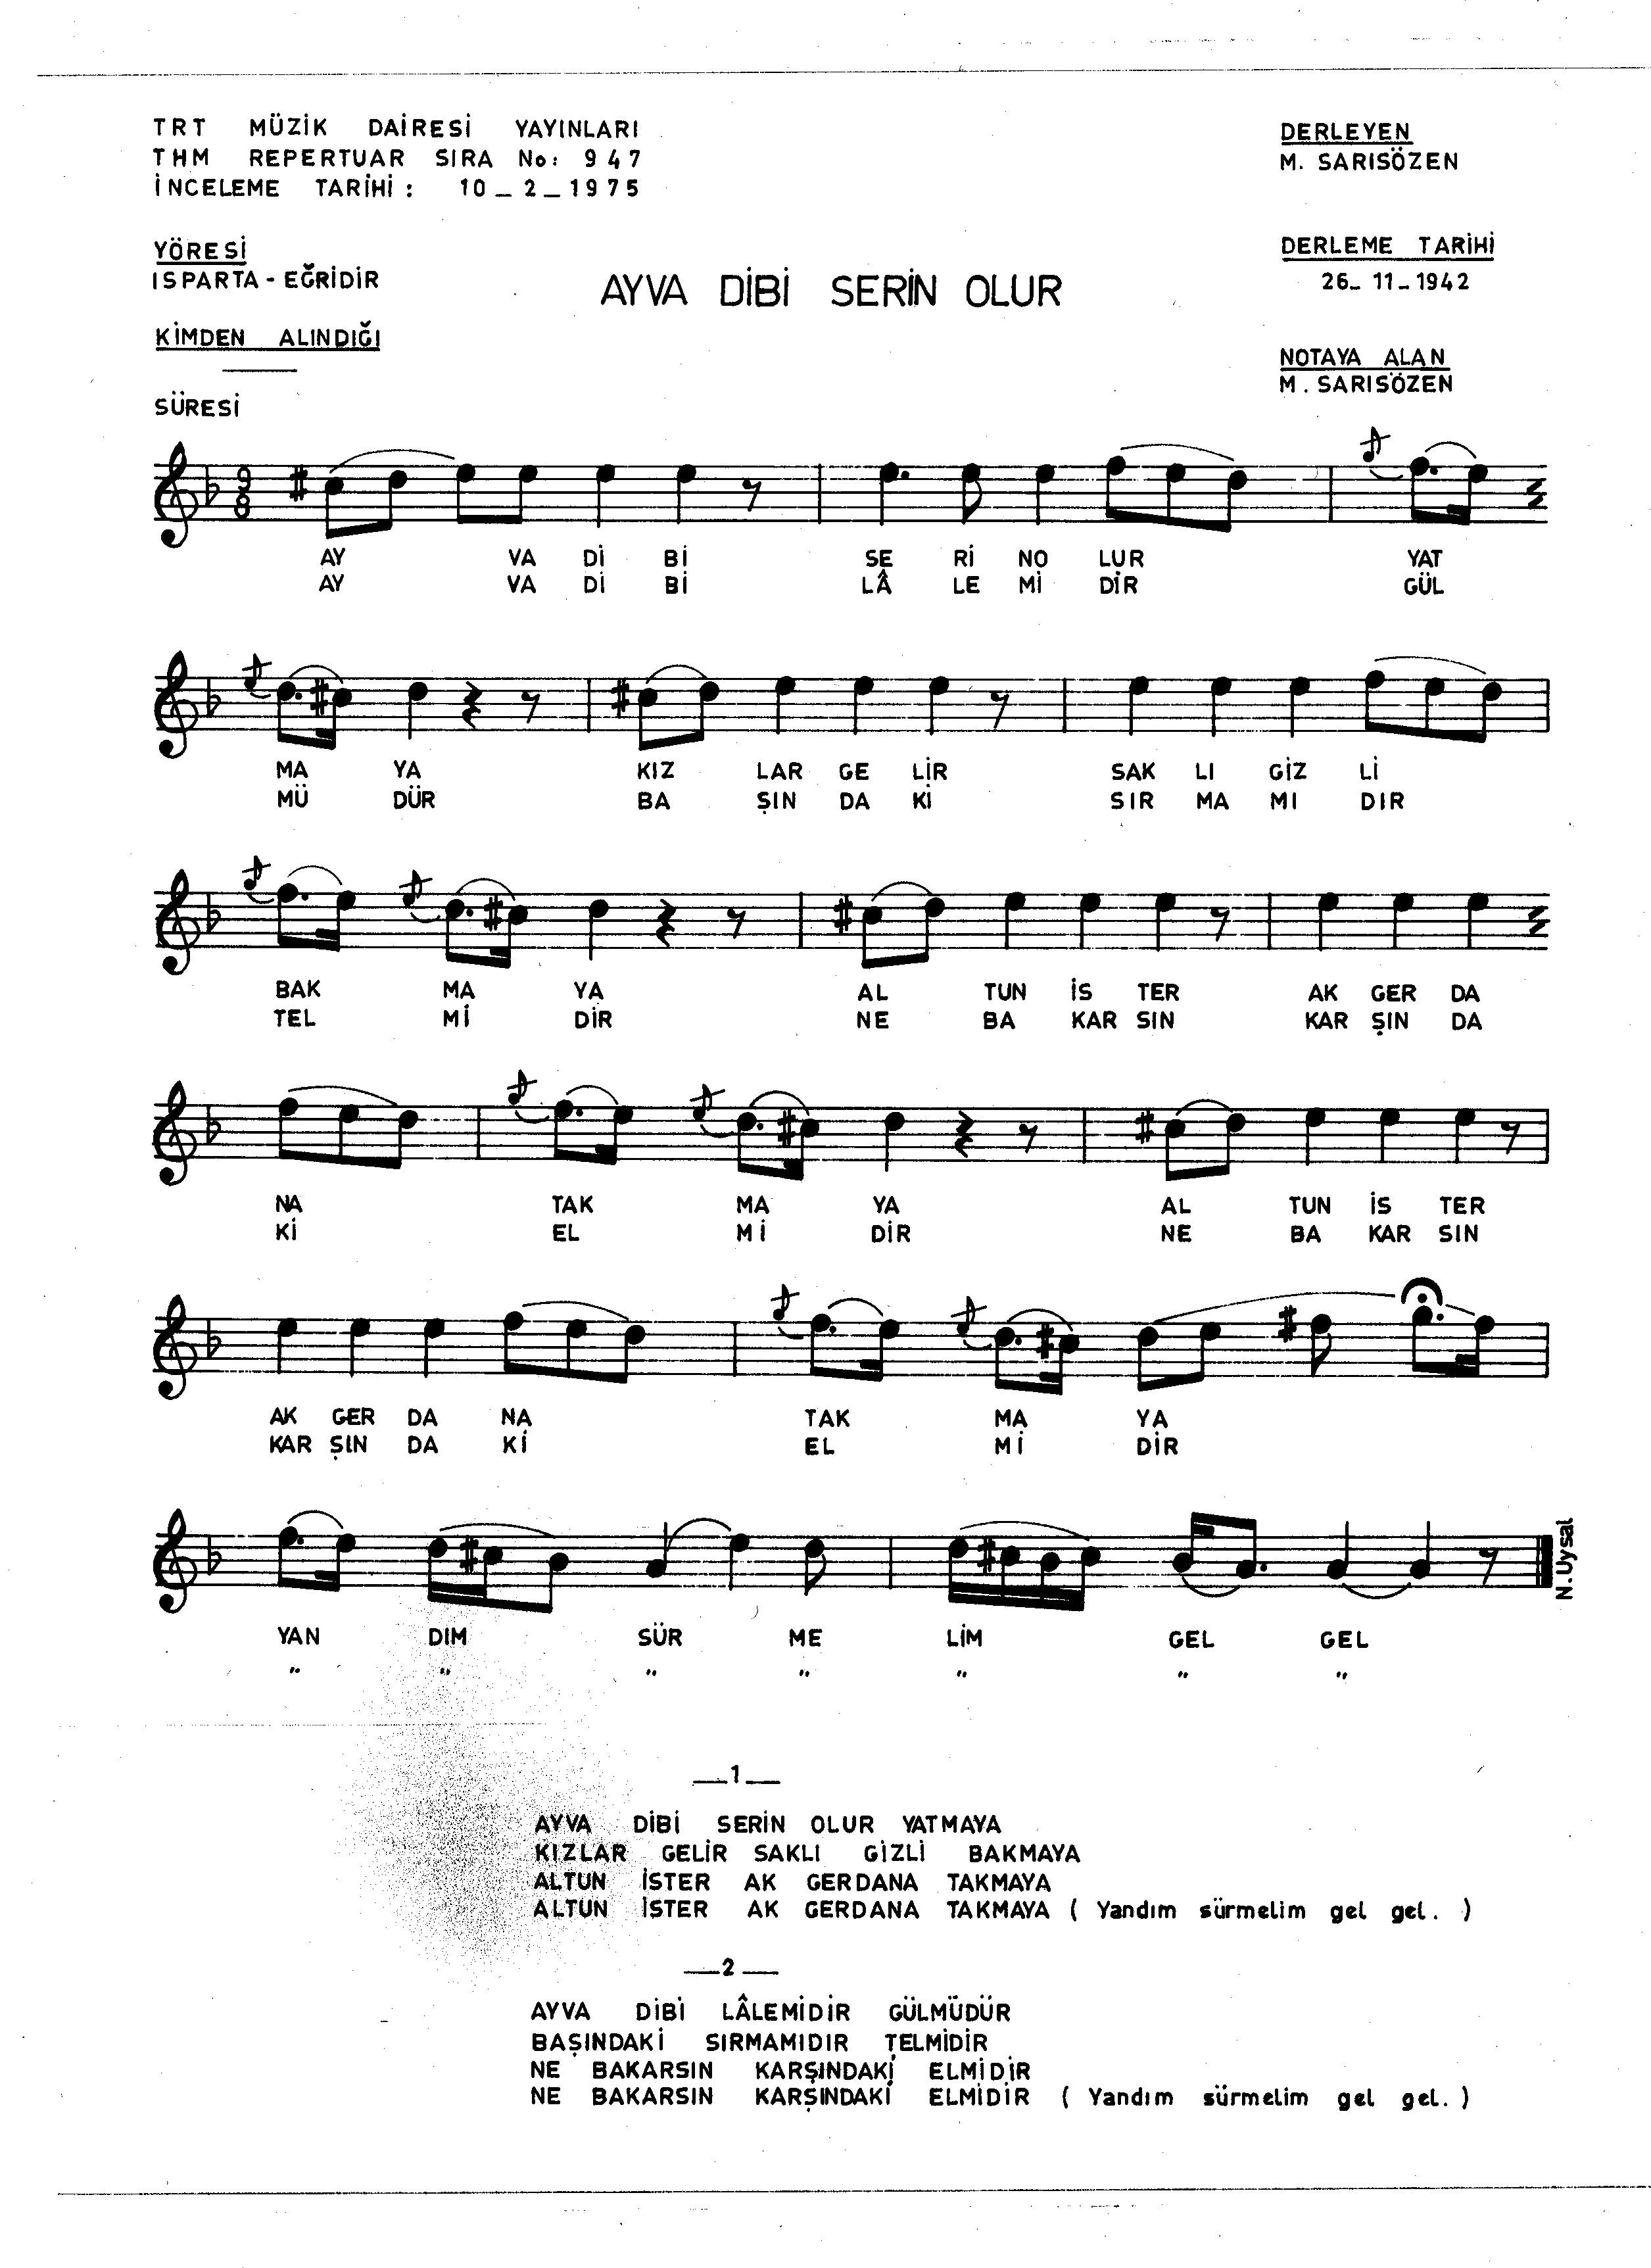 TRT MÜZİK DAİRESİ YAYINLARI
THM REPERTUAR SIRA No: 947
İNCELEME TARİHİ: 10_2_1975
DERLEYEN
M. SARISÖZEN
YÖRESİ
ISPARTA-EĞRİDİR
DERLEME TARİHİ
26_11_1942
AYVA DİBİ SERİN OLUR
KİMDEN ALINDIĞI
NOTAYA ALAN
M. SARISÖZEN
SÜRESİ
9
8
AY VA Dİ Bİ SE Rİ NO LUR YAT
AY VA Dİ Bİ LÂ LE Mİ DİR GÜL
MA YA KIZ LAR GE LİR SAK LI GİZ Lİ
MÜ DÜR BA ŞIN DA Kİ SIR MA MI DIR
BAK MA YA AL TUN İS TER AK GER DA
TEL Mİ DİR NE BA KAR SIN KAR ŞIN DA
NA TAK MA YA AL TUN İS TER
Kİ EL Mİ DİR NE BA KAR SIN
AK GER DA NA TAK MA YA
KAR ŞIN DA Kİ EL Mİ DİR
N.Uysal
YAN DIM SÜR ME LİM GEL GEL
" " " " " " "
_1_
AYVA DİBİ SERİN OLUR YATMAYA
KIZLAR GELİR SAKLI GİZLİ BAKMAYA
ALTUN İSTER AK GERDANA TAKMAYA
ALTUN İSTER AK GERDANA TAKMAYA ( Yandım sürmelim gel gel. )
_2_
AYVA DİBİ LÂLEMİDİR GÜLMÜDÜR
BAŞINDAKİ SIRMAMIDIR TELMİDİR
NE BAKARSIN KARŞINDAKİ ELMİDİR
NE BAKARSIN KARŞINDAKİ ELMİDİR ( Yandım sürmelim gel gel. )